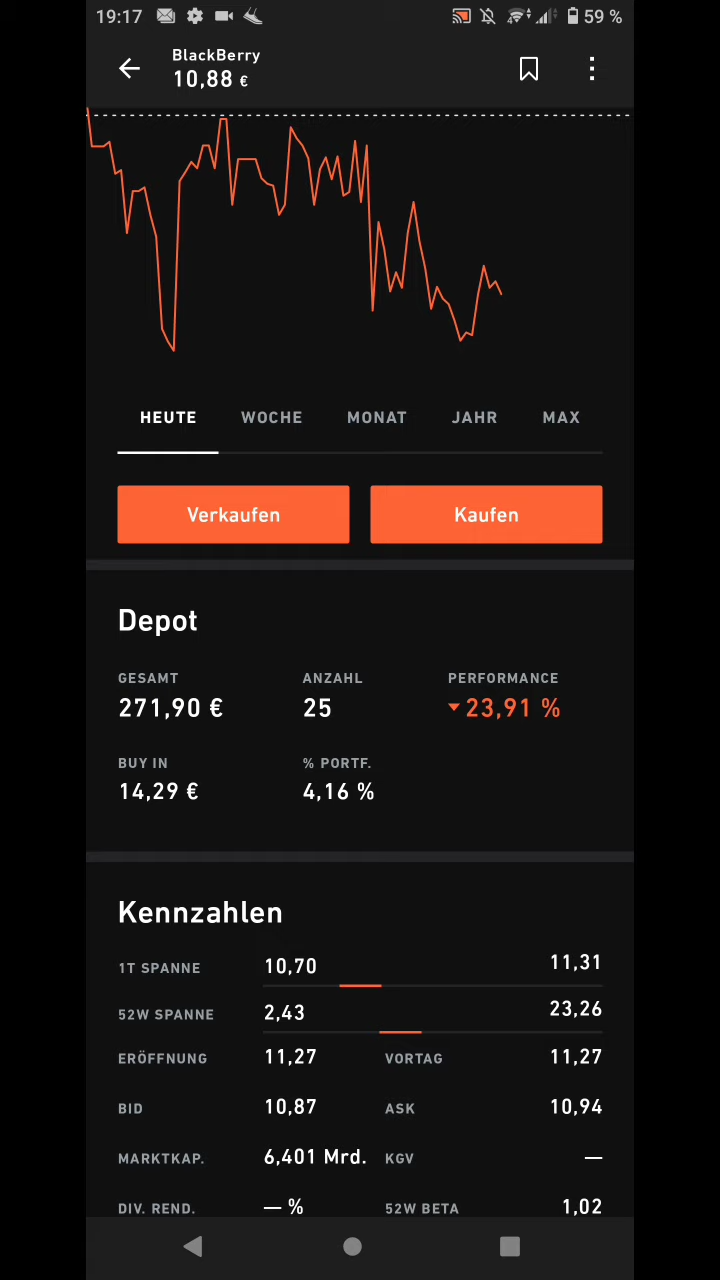 19:17 59 %
BlackBerry
10,88 €
HEUTE WOCHE MONAT JAHR MAX
Verkaufen Kaufen
Depot
GESAMT ANZAHL PERFORMANCE
271,90 € 25 23,91 %
BUY IN % PORTF.
14,29 € 4,16 %
Kennzahlen
1T SPANNE 10,70 11,31
52W SPANNE 2,43 23,26
ERÖFFNUNG 11,27 VORTAG 11,27
BID 10,87 ASK 10,94
MARKTKAP. 6,401 Mrd. KGV —
DIV. REND. — % 52W BETA 1,02